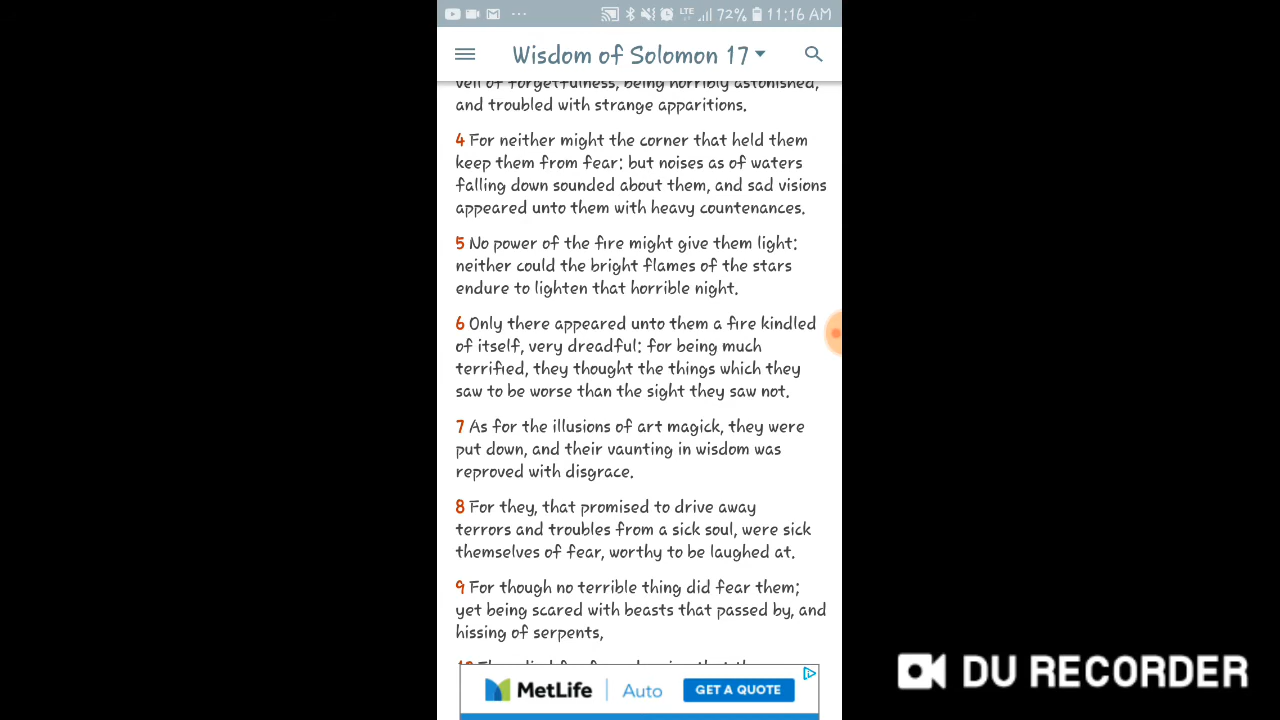 LTE 72% 11:16 AM
Wisdom of Solomon 17
veil of forgetfulness, being horribly astonished,
and troubled with strange apparitions.
4 For neither might the corner that held them
keep them from fear: but noises as of waters
falling down sounded about them, and sad visions
appeared unto them with heavy countenances.
5 No power of the fire might give them light:
neither could the bright flames of the stars
endure to lighten that horrible night.
6 Only there appeared unto them a fire kindled
of itself, very dreadful: for being much
terrified, they thought the things which they
saw to be worse than the sight they saw not.
7 As for the illusions of art magick, they were
put down, and their vaunting in wisdom was
reproved with disgrace.
8 For they, that promised to drive away
terrors and troubles from a sick soul, were sick
themselves of fear, worthy to be laughed at.
9 For though no terrible thing did fear them;
yet being scared with beasts that passed by, and
hissing of serpents,
MetLife Auto GET A QUOTE
DU RECORDER